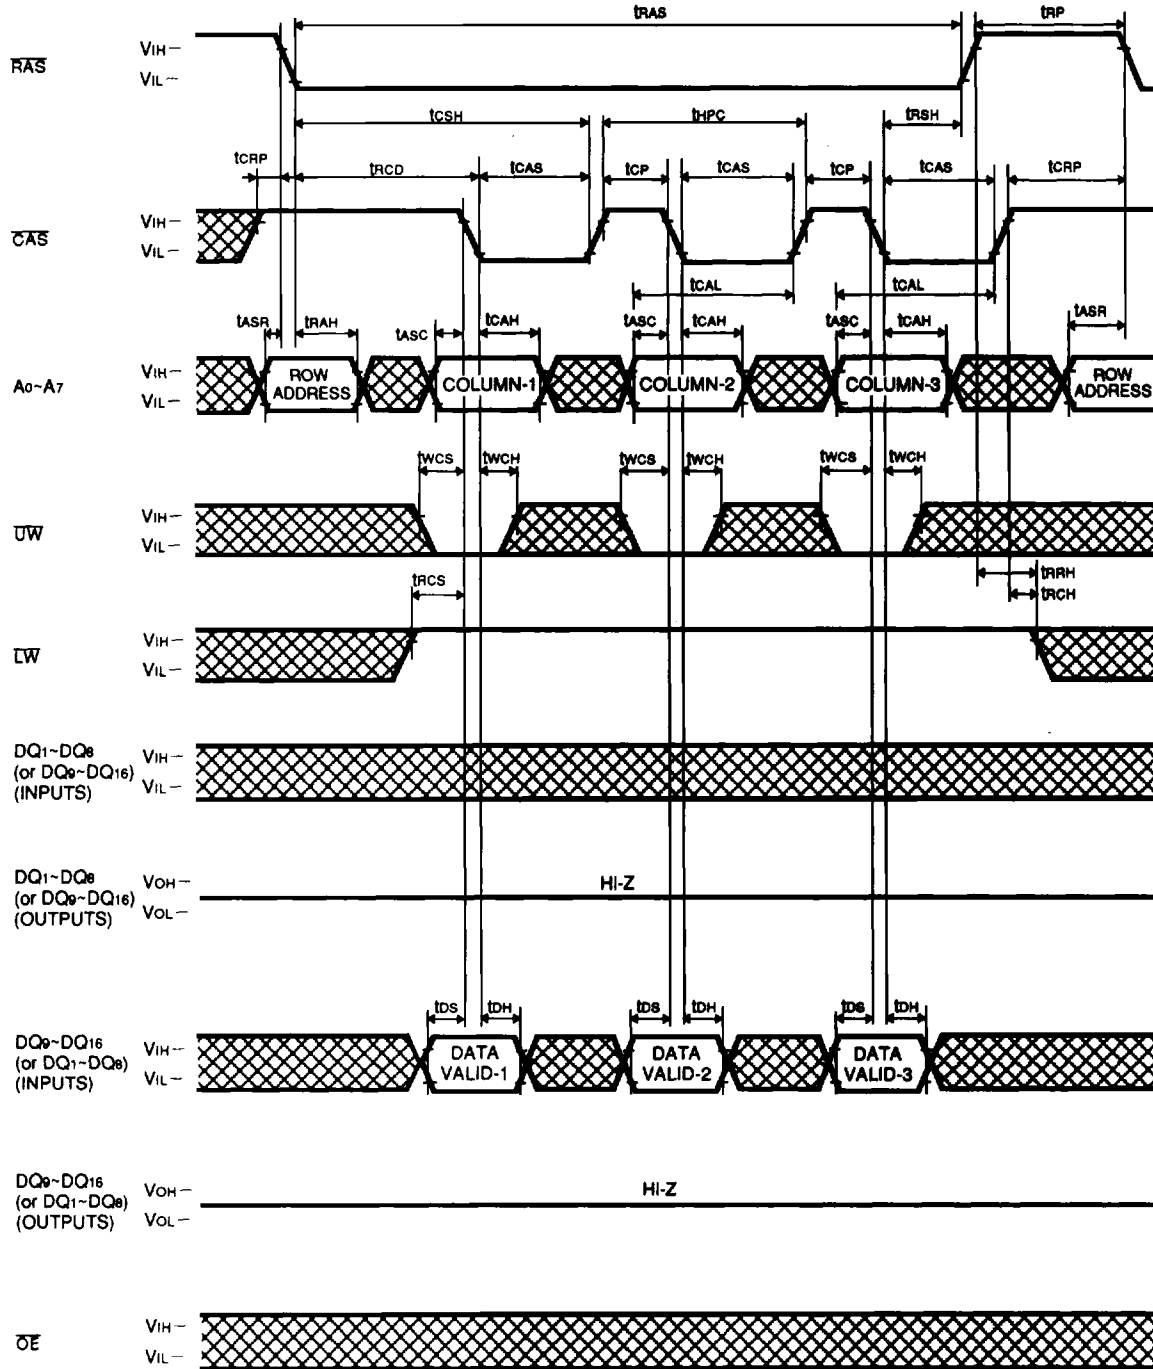 tRAS tRP
RAS VIH
VIL
tCSH tHPC tRSH
tCRP tRCD tCAS tCP tCAS tCP tCAS tCRP
CAS VIH
VIL
tCAL tCAL
tASR tRAH tASC tCAH tASC tCAH tASC tCAH tASR
A0~A7 VIH
VIL
ROW ADDRESS COLUMN-1 COLUMN-2 COLUMN-3 ROW ADDRESS
tWCS tWCH tWCS tWCH tWCS tWCH
UW VIH
VIL
tRCS tRRH
tRCH
LW VIH
VIL
DQ1~DQ8
(or DQ9~DQ16)
(INPUTS)
VIH
VIL
DQ1~DQ8
(or DQ9~DQ16)
(OUTPUTS)
VOH
VOL
HI-Z
tDS tDH tDS tDH tDS tDH
DQ9~DQ16
(or DQ1~DQ8)
(INPUTS)
VIH
VIL
DATA VALID-1 DATA VALID-2 DATA VALID-3
DQ9~DQ16
(or DQ1~DQ8)
(OUTPUTS)
VOH
VOL
HI-Z
OE VIH
VIL